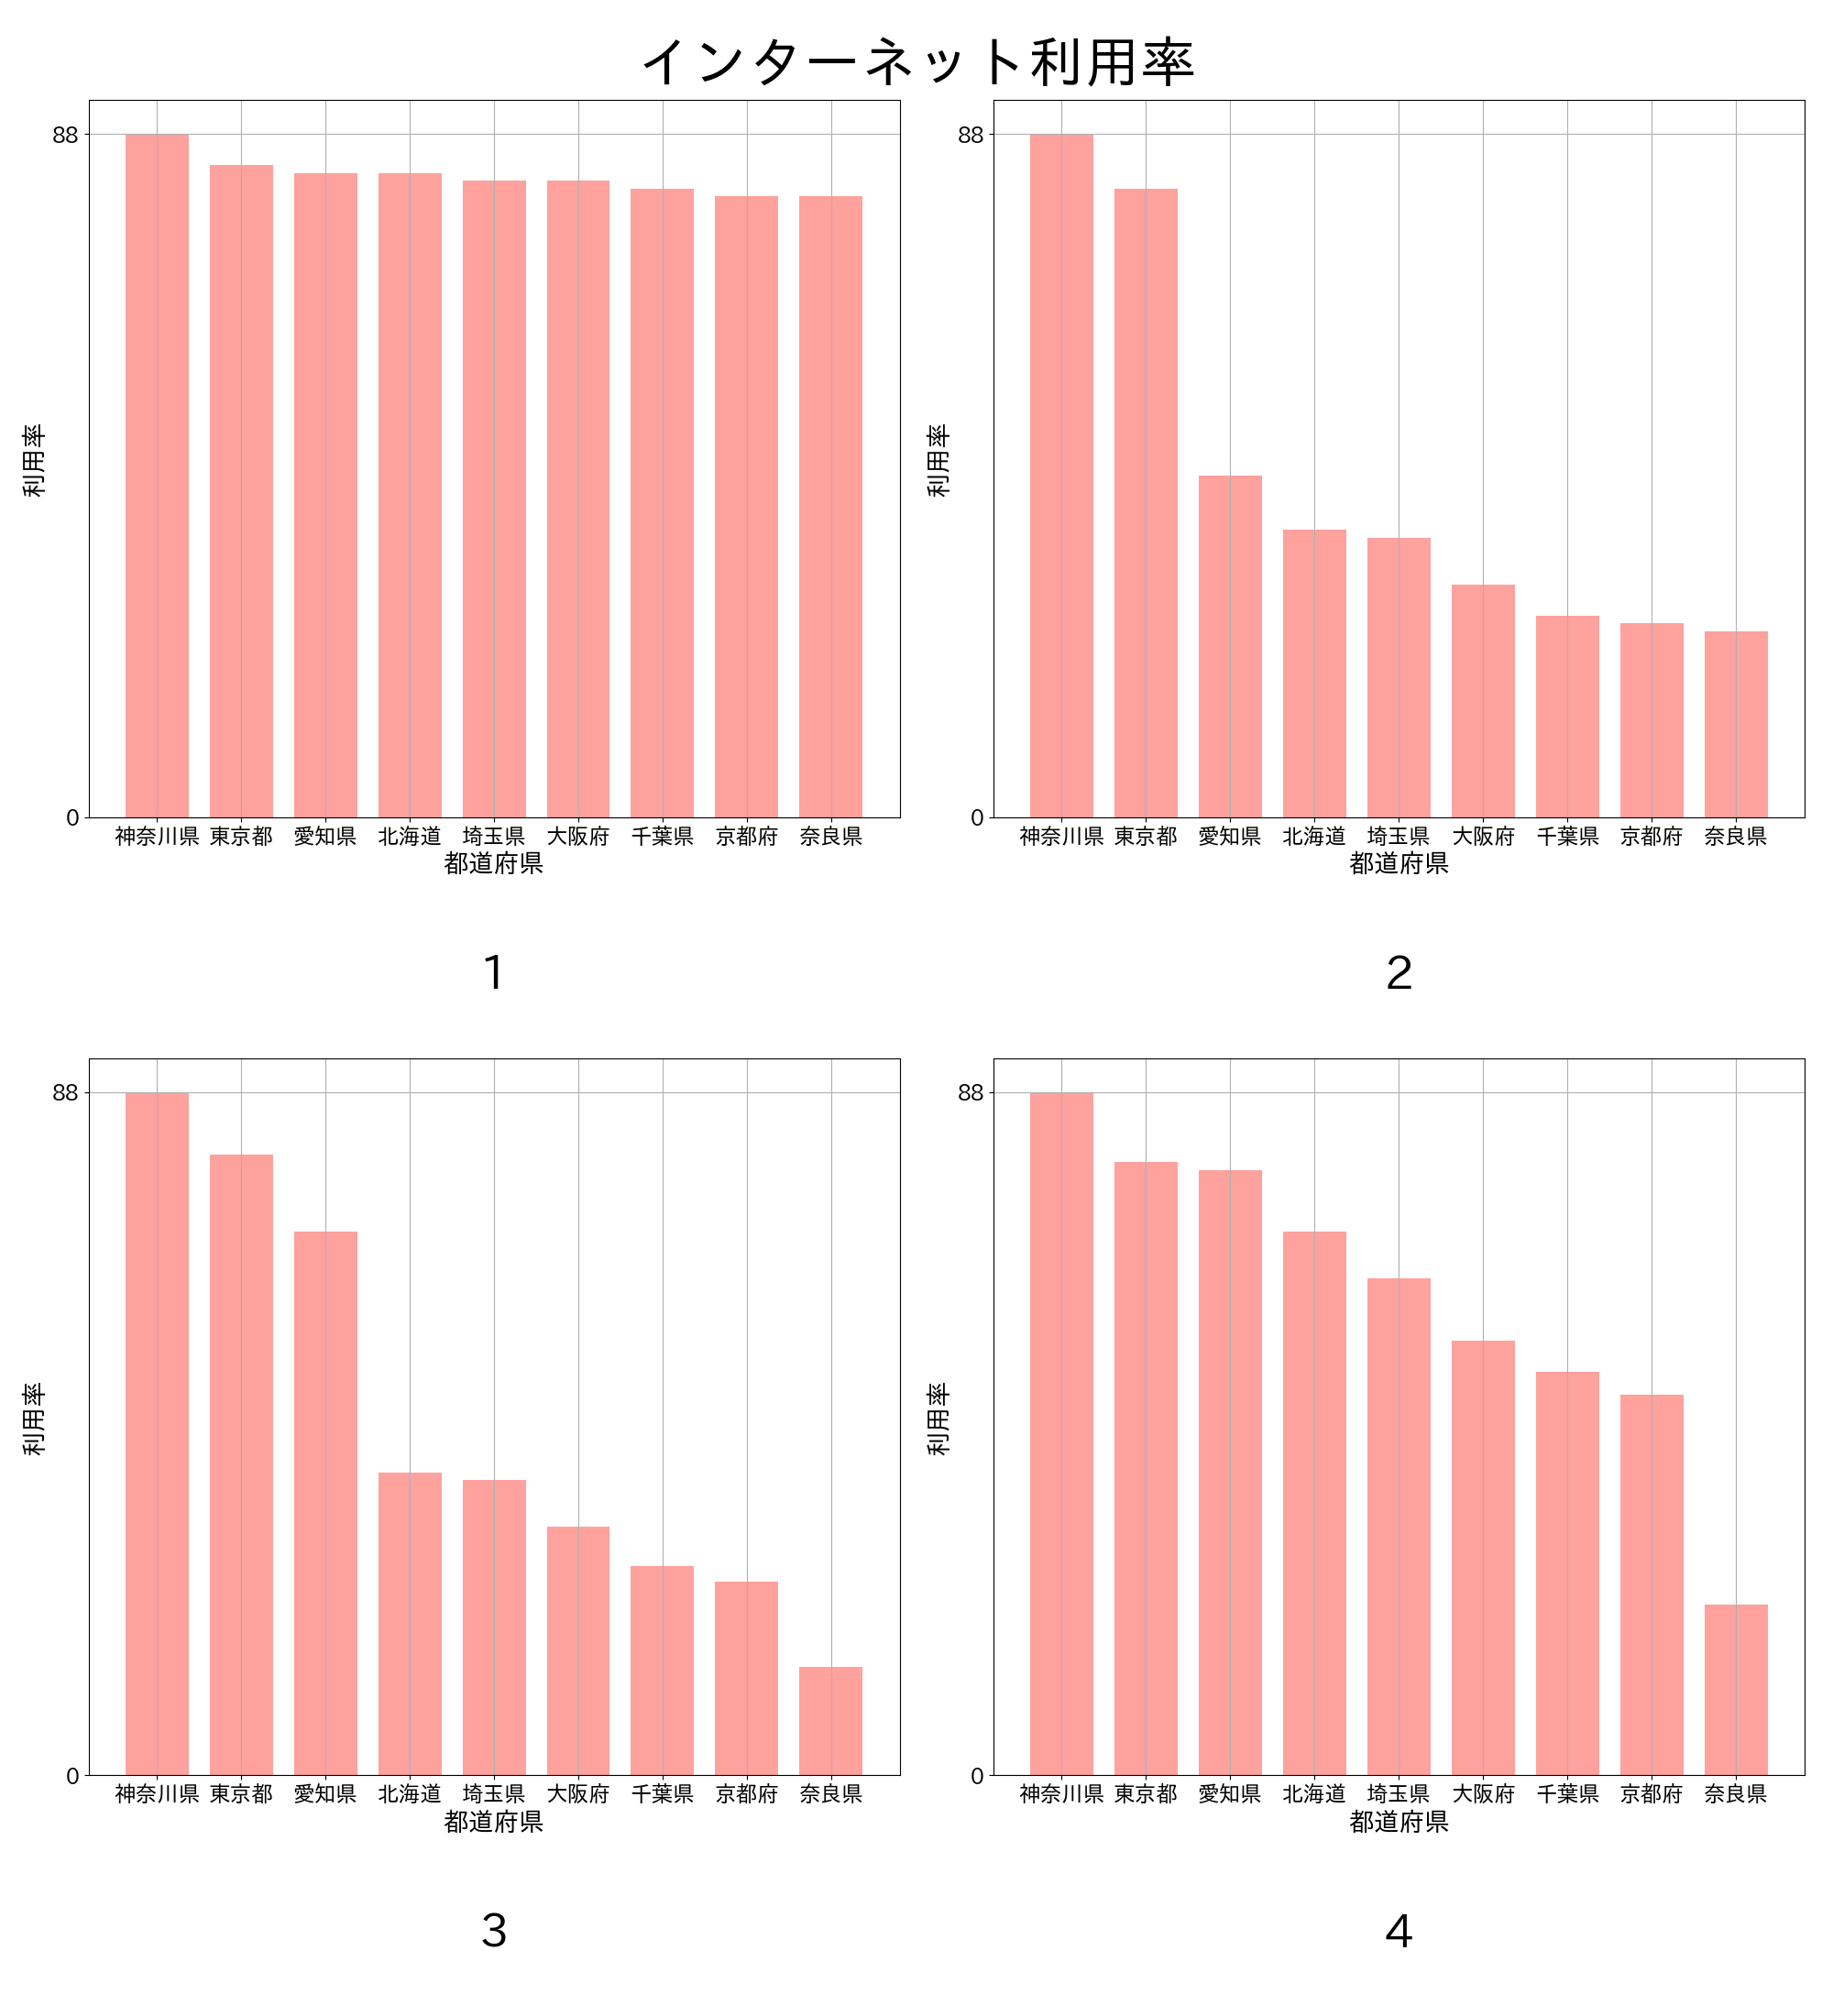 インターネット利用率
88
0
利用率
神奈川県 東京都 愛知県 北海道 埼玉県 大阪府 千葉県 京都府 奈良県
都道府県
1
88
0
利用率
神奈川県 東京都 愛知県 北海道 埼玉県 大阪府 千葉県 京都府 奈良県
都道府県
2
88
0
利用率
神奈川県 東京都 愛知県 北海道 埼玉県 大阪府 千葉県 京都府 奈良県
都道府県
3
88
0
利用率
神奈川県 東京都 愛知県 北海道 埼玉県 大阪府 千葉県 京都府 奈良県
都道府県
4